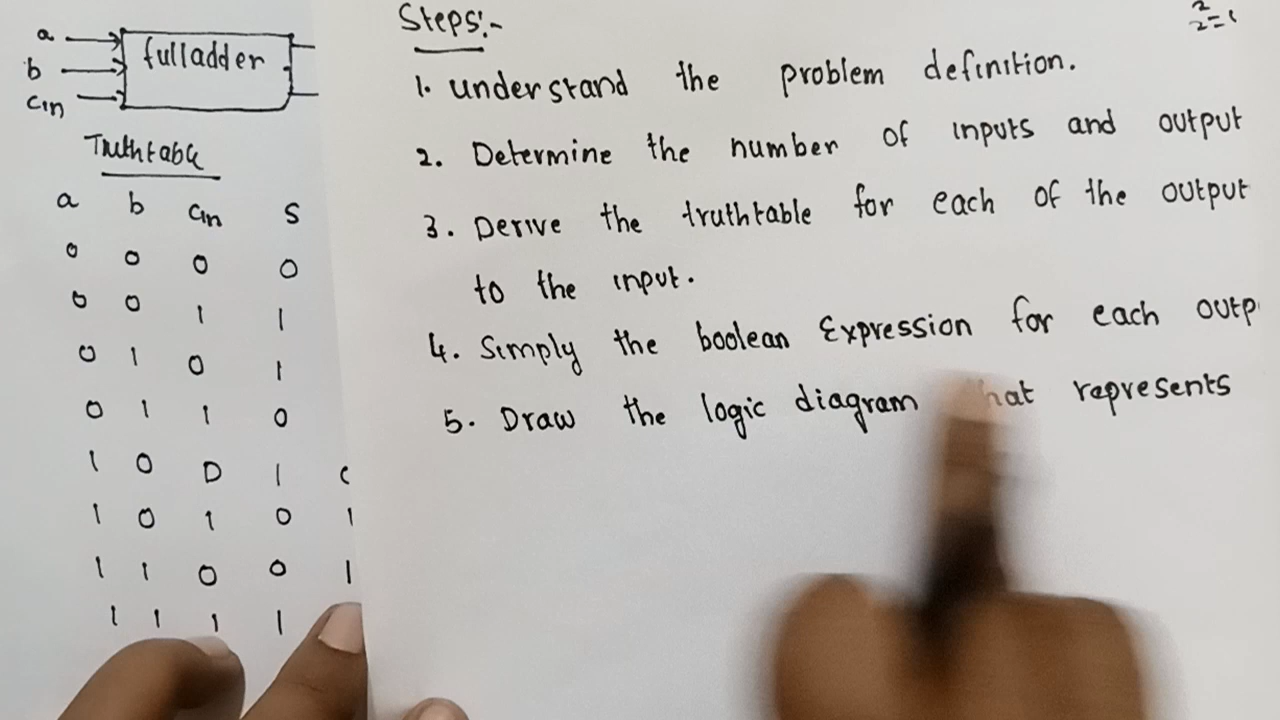 a
b
Cin
fulladder
Truthtable
a b Cin S
0 0 0 0
0 0 1 1
0 1 0 1
0 1 1 0
1 0 0 1
1 0 1 0 1
1 1 0 0 1
1 1 1 1
Steps:-
1. understand the problem definition.
2. Determine the number of inputs and output
3. Derive the truthtable for each of the output
to the input.
4. Simply the boolean Expression for each outp
5. Draw the logic diagram represents